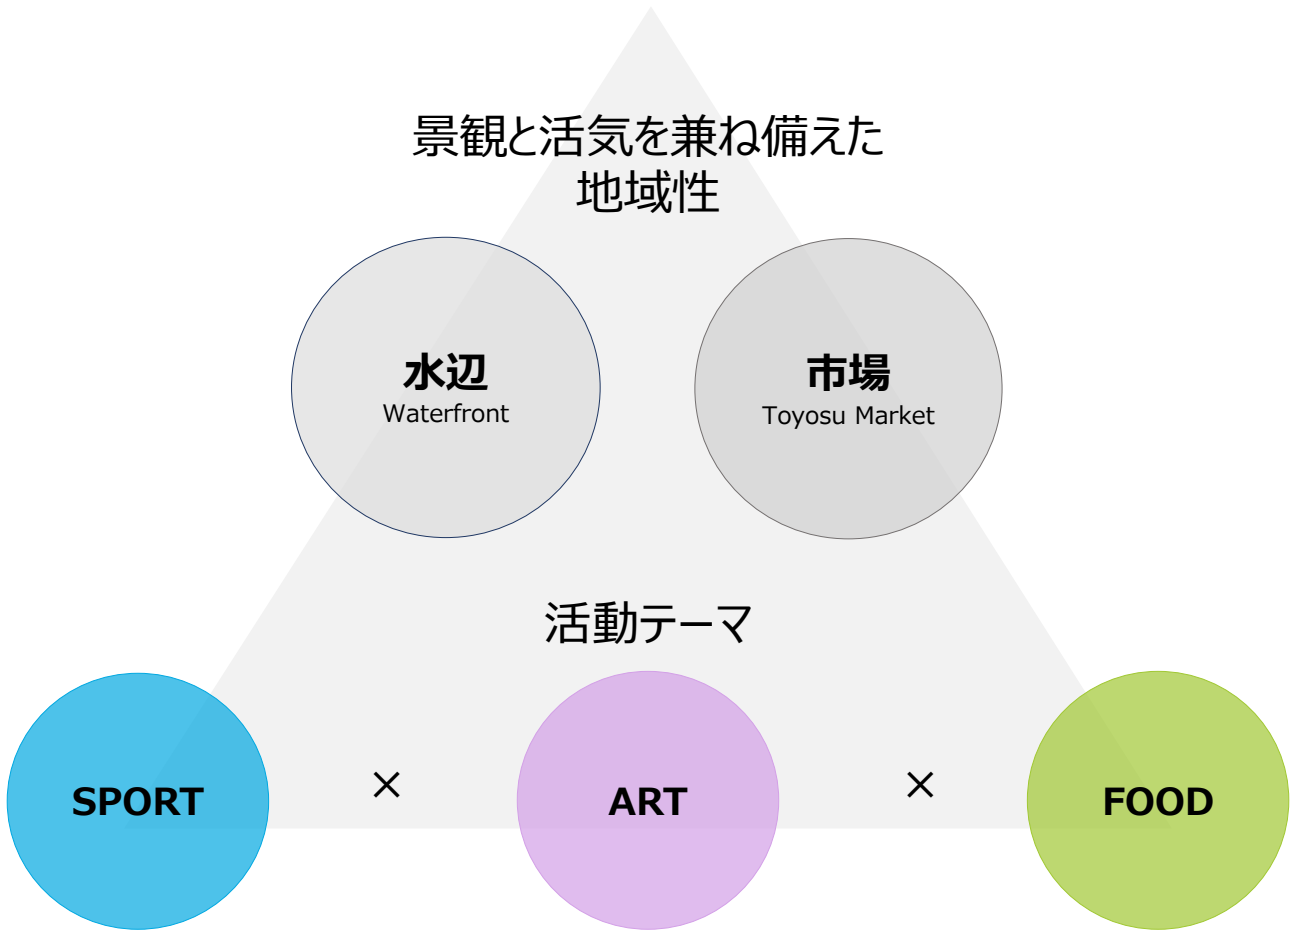 景観と活気を兼ね備えた
地域性
水辺
Waterfront
市場
Toyosu Market
活動テーマ
SPORT × ART × FOOD